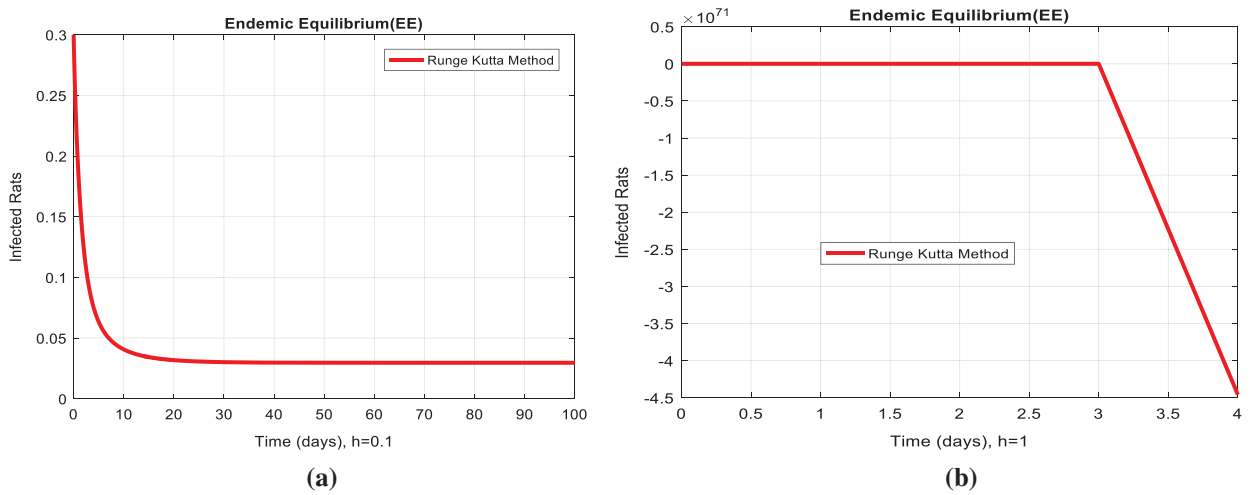 Endemic Equilibrium(EE)
0.3
0.25
0.2
0.15
0.1
0.05
0
Infected Rats
Runge Kutta Method
0 10 20 30 40 50 60 70 80 90 100
Time (days), h=0.1
(a)
×10^71
Endemic Equilibrium(EE)
0.5
0
-0.5
-1
-1.5
-2
-2.5
-3
-3.5
-4
-4.5
Infected Rats
Runge Kutta Method
0 0.5 1 1.5 2 2.5 3 3.5 4
Time (days), h=1
(b)